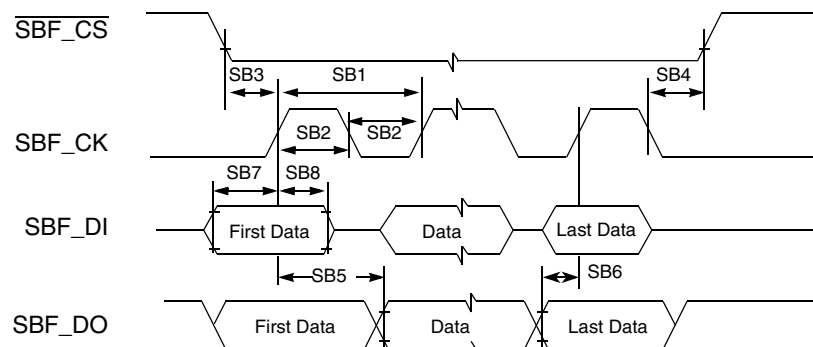 SBF_CS
SB3 SB1 SB4
SBF_CK SB2 SB2
SB7 SB8
SBF_DI First Data Data Last Data
SB5 SB6
SBF_DO First Data Data Last Data